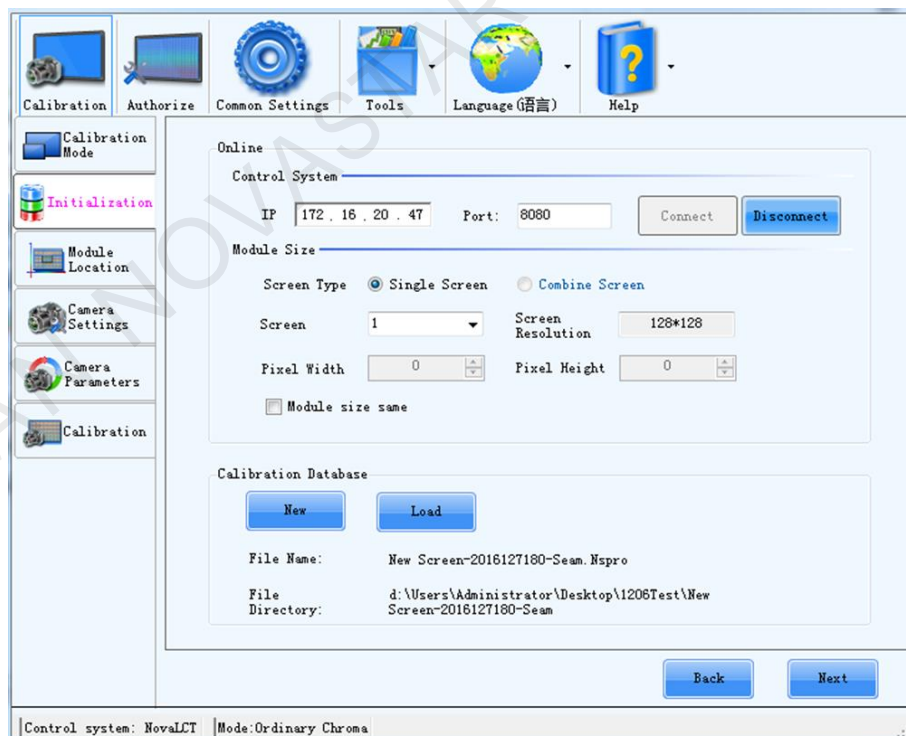 Calibration Authorize Common Settings Tools Language(语言) Help
Calibration
Mode
Initialization
Module
Location
Camera
Settings
Camera
Parameters
Calibration
Online
Control System
IP 172 . 16 . 20 . 47 Port: 8080 Connect Disconnect
Module Size
Screen Type Single Screen Combine Screen
Screen 1 Screen
Resolution 128*128
Pixel Width 0 Pixel Height 0
Module size same
Calibration Database
New Load
File Name: New Screen-2016127180-Seam.Nspro
File
Directory: d:\Users\Administrator\Desktop\1206Test\New
Screen-2016127180-Seam
Back Next
Control system: NovaLCT Mode:Ordinary Chroma
AN NOVASTAR